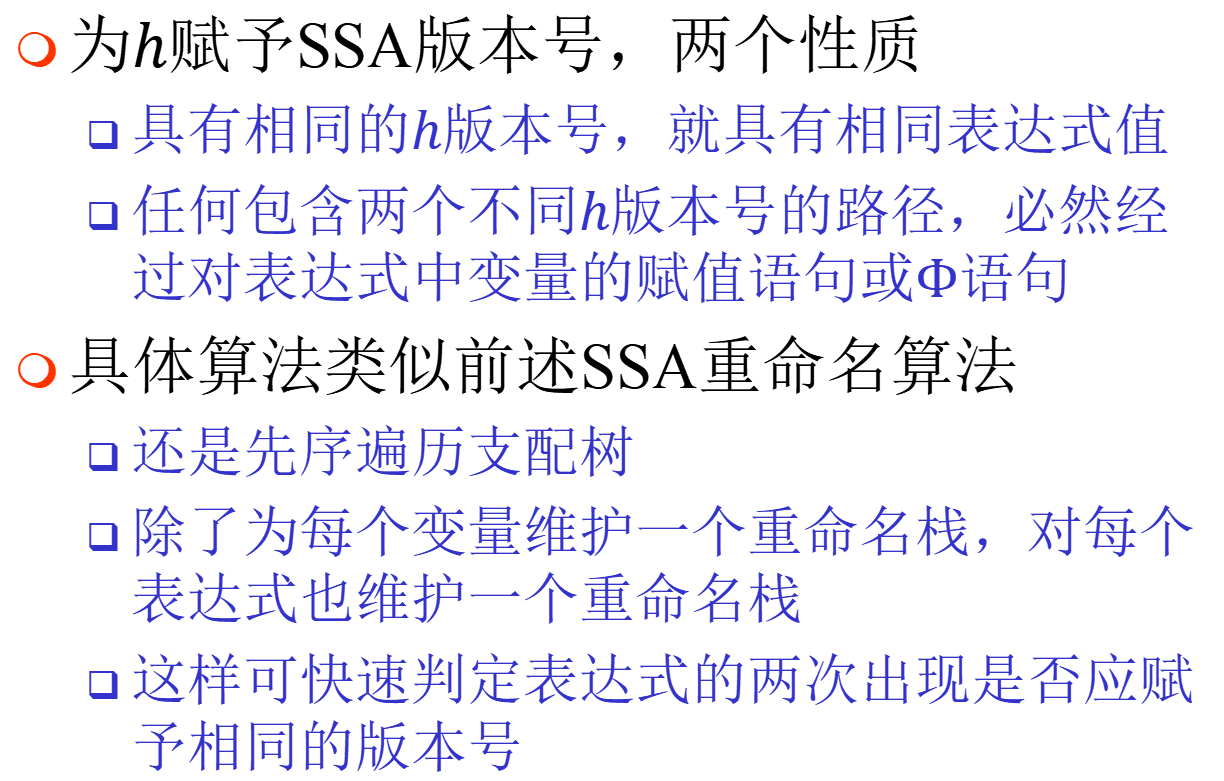 为h赋予SSA版本号，两个性质
具有相同的h版本号，就具有相同表达式值
任何包含两个不同h版本号的路径，必然经
过对表达式中变量的赋值语句或Φ语句
具体算法类似前述SSA重命名算法
还是先序遍历支配树
除了为每个变量维护一个重命名栈，对每个
表达式也维护一个重命名栈
这样可快速判定表达式的两次出现是否应赋
予相同的版本号